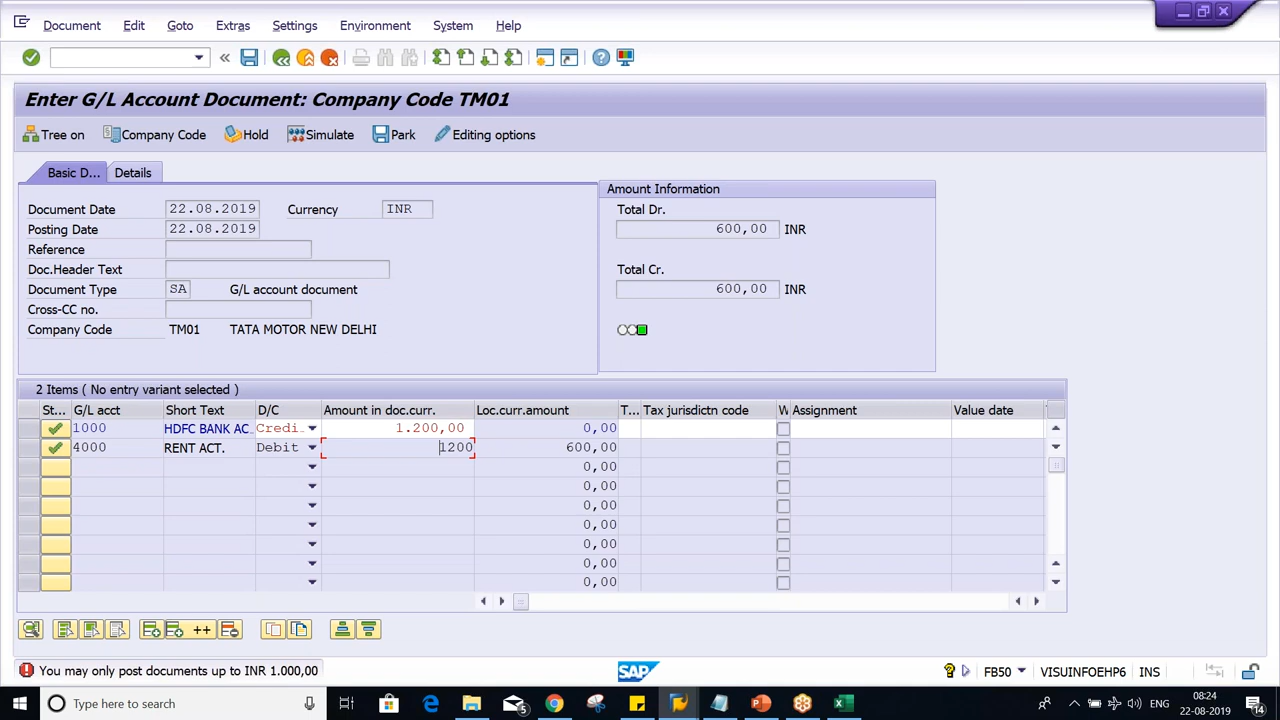 Document Edit Goto Extras Settings Environment System Help
Enter G/L Account Document: Company Code TM01
Tree on Company Code Hold Simulate Park Editing options
Basic D... Details
Amount Information
Document Date 22.08.2019 Currency INR
Total Dr.
Posting Date 22.08.2019
600,00 INR
Reference
Doc.Header Text
Total Cr.
Document Type SA G/L account document
600,00 INR
Cross-CC no.
Company Code TM01 TATA MOTOR NEW DELHI
2 Items ( No entry variant selected )
St... G/L acct Short Text D/C Amount in doc.curr. Loc.curr.amount T... Tax jurisdictn code W Assignment Value date
1000 HDFC BANK AC Credi. 1.200,00 0,00
4000 RENT ACT. Debit 1200 600,00
0,00
0,00
0,00
0,00
0,00
0,00
0,00
You may only post documents up to INR 1.000,00
SAP
FB50 VISUINFOEHP6 INS
Type here to search
5
ENG
08:24
22-08-2019